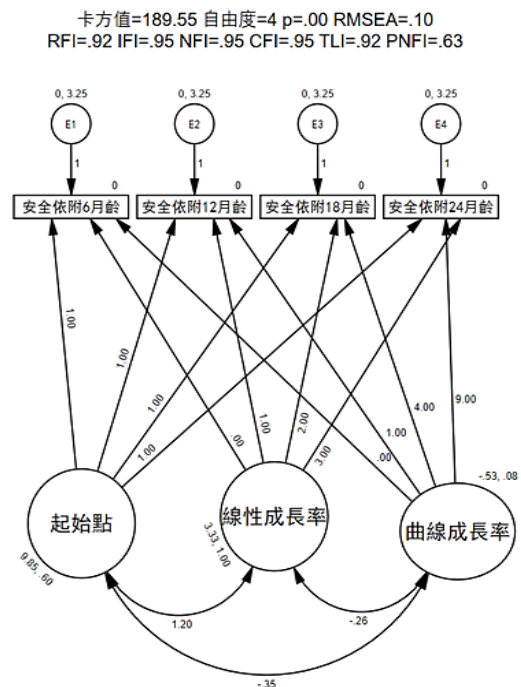 卡方值=189.55 自由度=4 p=.00 RMSEA=.10
RFI=.92 IFI=.95 NFI=.95 CFI=.95 TLI=.92 PNFI=.63
0, 3.25
0, 3.25
0, 3.25
0, 3.25
E1
E2
E3
E4
1
1
1
1
0
0
0
0
安全依附6月齡
安全依附12月齡
安全依附18月齡
安全依附24月齡
1.00
1.00
1.00
1.00
.00
1.00
2.00
3.00
.00
1.00
4.00
9.00
起始點
線性成長率
曲線成長率
9.85, .60
3.33, 1.00
-.53, .08
1.20
-.26
-.35